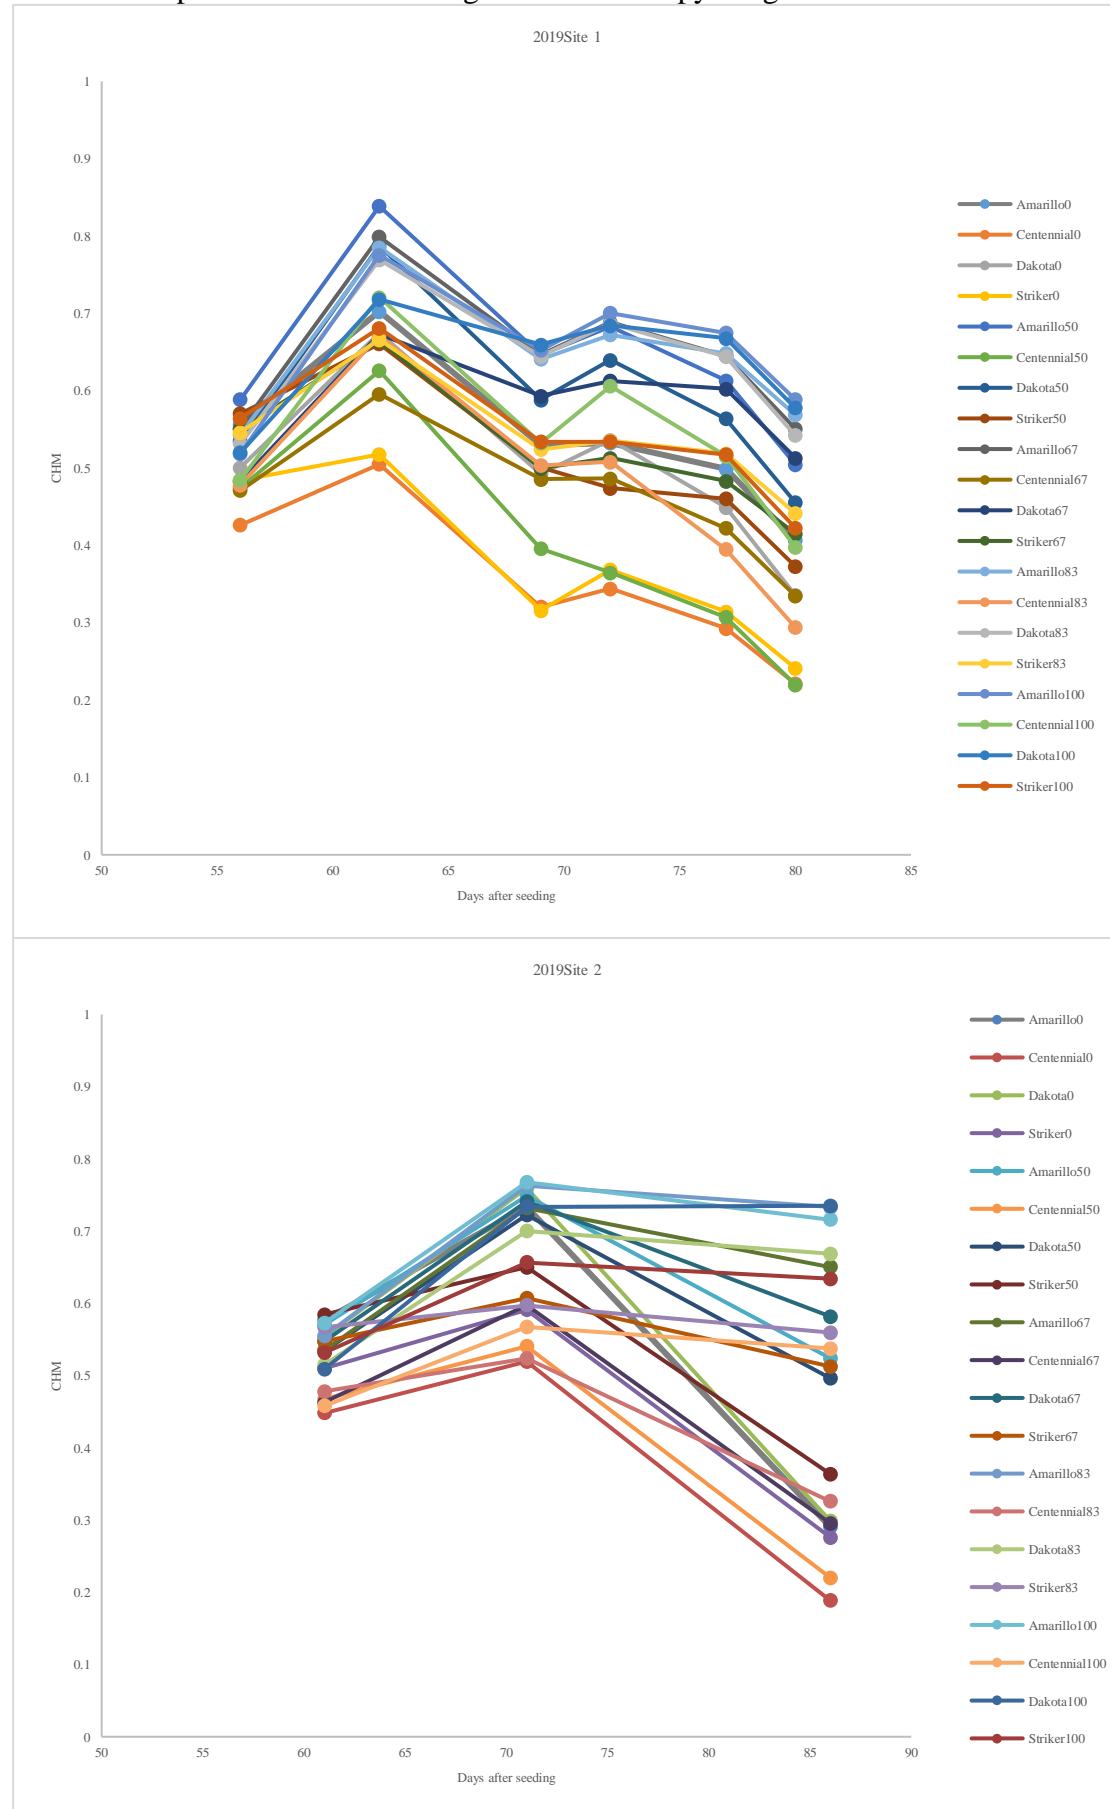 2019Site 1
1
0.9
0.8
0.7
0.6
0.5
0.4
0.3
0.2
0.1
0
CHM
50 55 60 65 70 75 80 85
Days after seeding
Amarillo0
Centennial0
Dakota0
Striker0
Amarillo50
Centennial50
Dakota50
Striker50
Amarillo67
Centennial67
Dakota67
Striker67
Amarillo83
Centennial83
Dakota83
Striker83
Amarillo100
Centennial100
Dakota100
Striker100
2019Site 2
1
0.9
0.8
0.7
0.6
0.5
0.4
0.3
0.2
0.1
0
CHM
50 55 60 65 70 75 80 85 90
Days after seeding
Amarillo0
Centennial0
Dakota0
Striker0
Amarillo50
Centennial50
Dakota50
Striker50
Amarillo67
Centennial67
Dakota67
Striker67
Amarillo83
Centennial83
Dakota83
Striker83
Amarillo100
Centennial100
Dakota100
Striker100